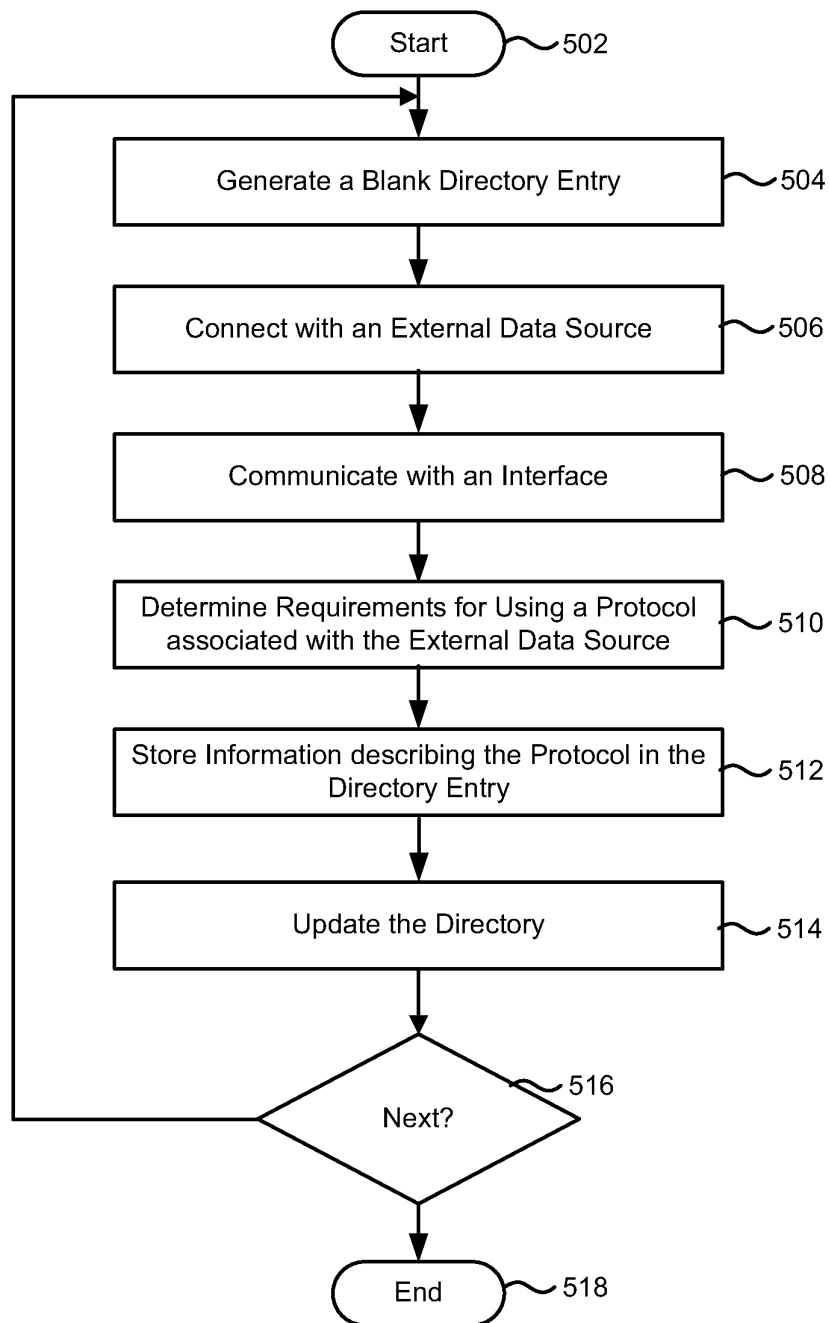 Start
502
Generate a Blank Directory Entry
504
Connect with an External Data Source
506
Communicate with an Interface
508
Determine Requirements for Using a Protocol
associated with the External Data Source
510
Store Information describing the Protocol in the
Directory Entry
512
Update the Directory
514
Next?
516
End
518